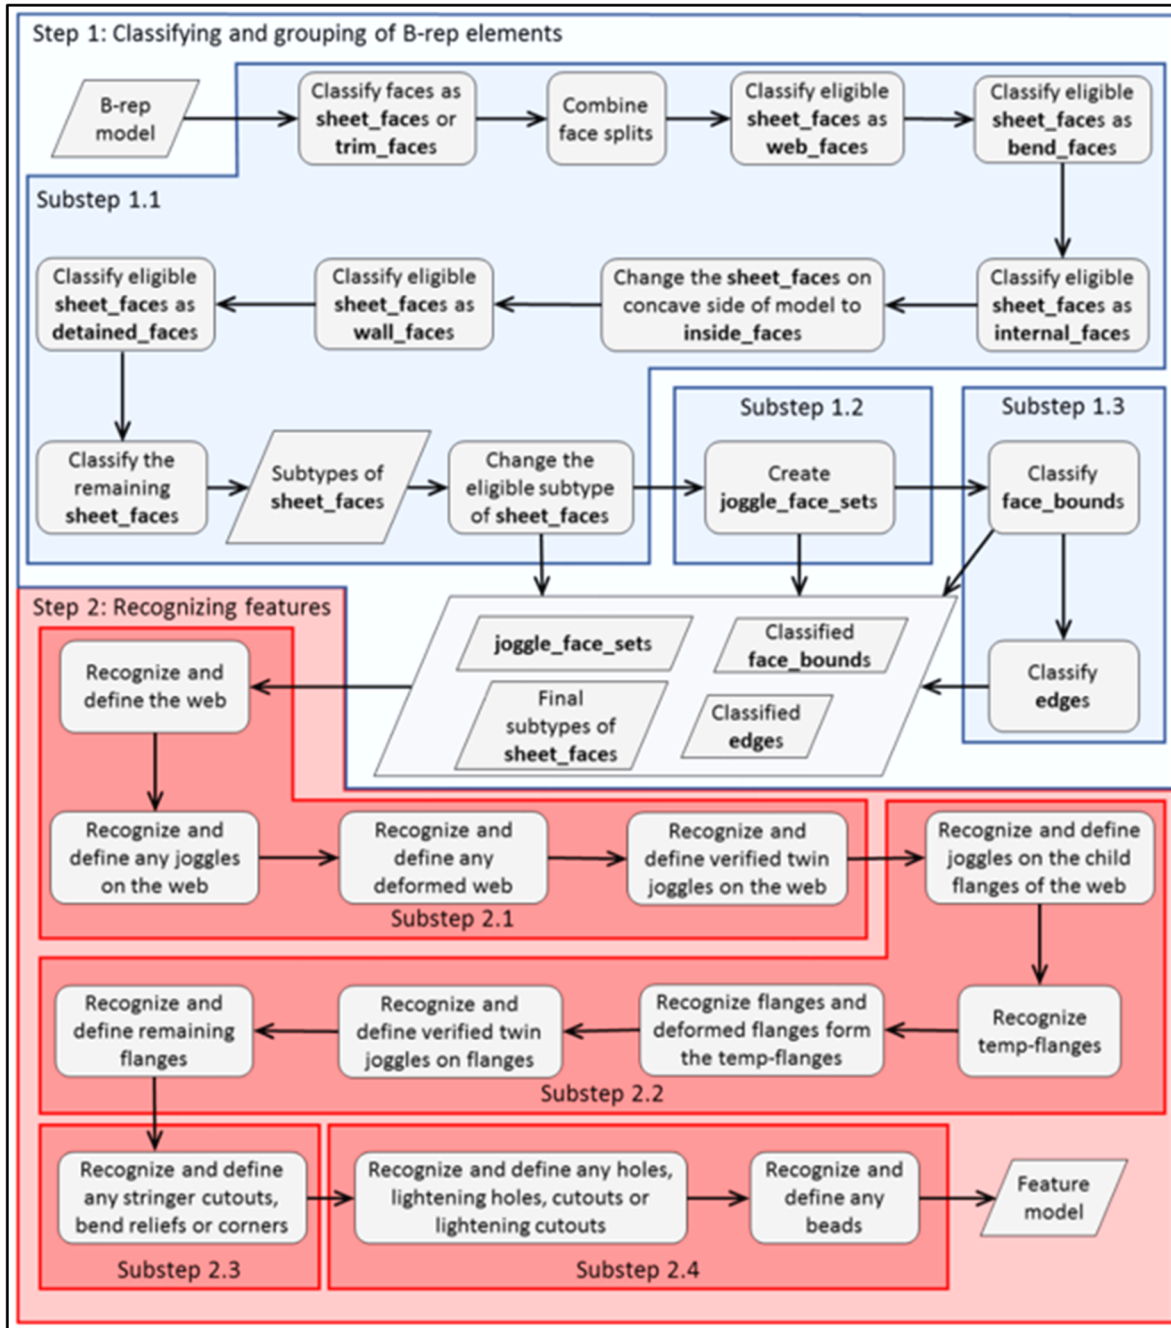 Step 1: Classifying and grouping of B-rep elements
B-rep
model
Classify faces as
sheet_faces or
trim_faces
Combine
face splits
Classify eligible
sheet_faces as
web_faces
Classify eligible
sheet_faces as
bend_faces
Substep 1.1
Classify eligible
sheet_faces as
detained_faces
Classify eligible
sheet_faces as
wall_faces
Change the sheet_faces on
concave side of model to
inside_faces
Classify eligible
sheet_faces as
internal_faces
Substep 1.2
Substep 1.3
Classify the
remaining
sheet_faces
Subtypes of
sheet_faces
Change the
eligible subtype
of sheet_faces
Create
joggle_face_sets
Classify
face_bounds
Step 2: Recognizing features
joggle_face_sets
Classified
face_bounds
Final
subtypes of
sheet_faces
Classified
edges
Classify
edges
Recognize and
define the web
Recognize and
define any joggles
on the web
Recognize and
define any
deformed web
Recognize and
define verified twin
joggles on the web
Recognize and define
joggles on the child
flanges of the web
Substep 2.1
Recognize and
define remaining
flanges
Recognize and
define verified twin
joggles on flanges
Recognize flanges and
deformed flanges form
the temp-flanges
Recognize
temp-flanges
Substep 2.2
Recognize and define
any stringer cutouts,
bend reliefs or corners
Recognize and define any holes,
lightening holes, cutouts or
lightening cutouts
Recognize and
define any
beads
Feature
model
Substep 2.3
Substep 2.4